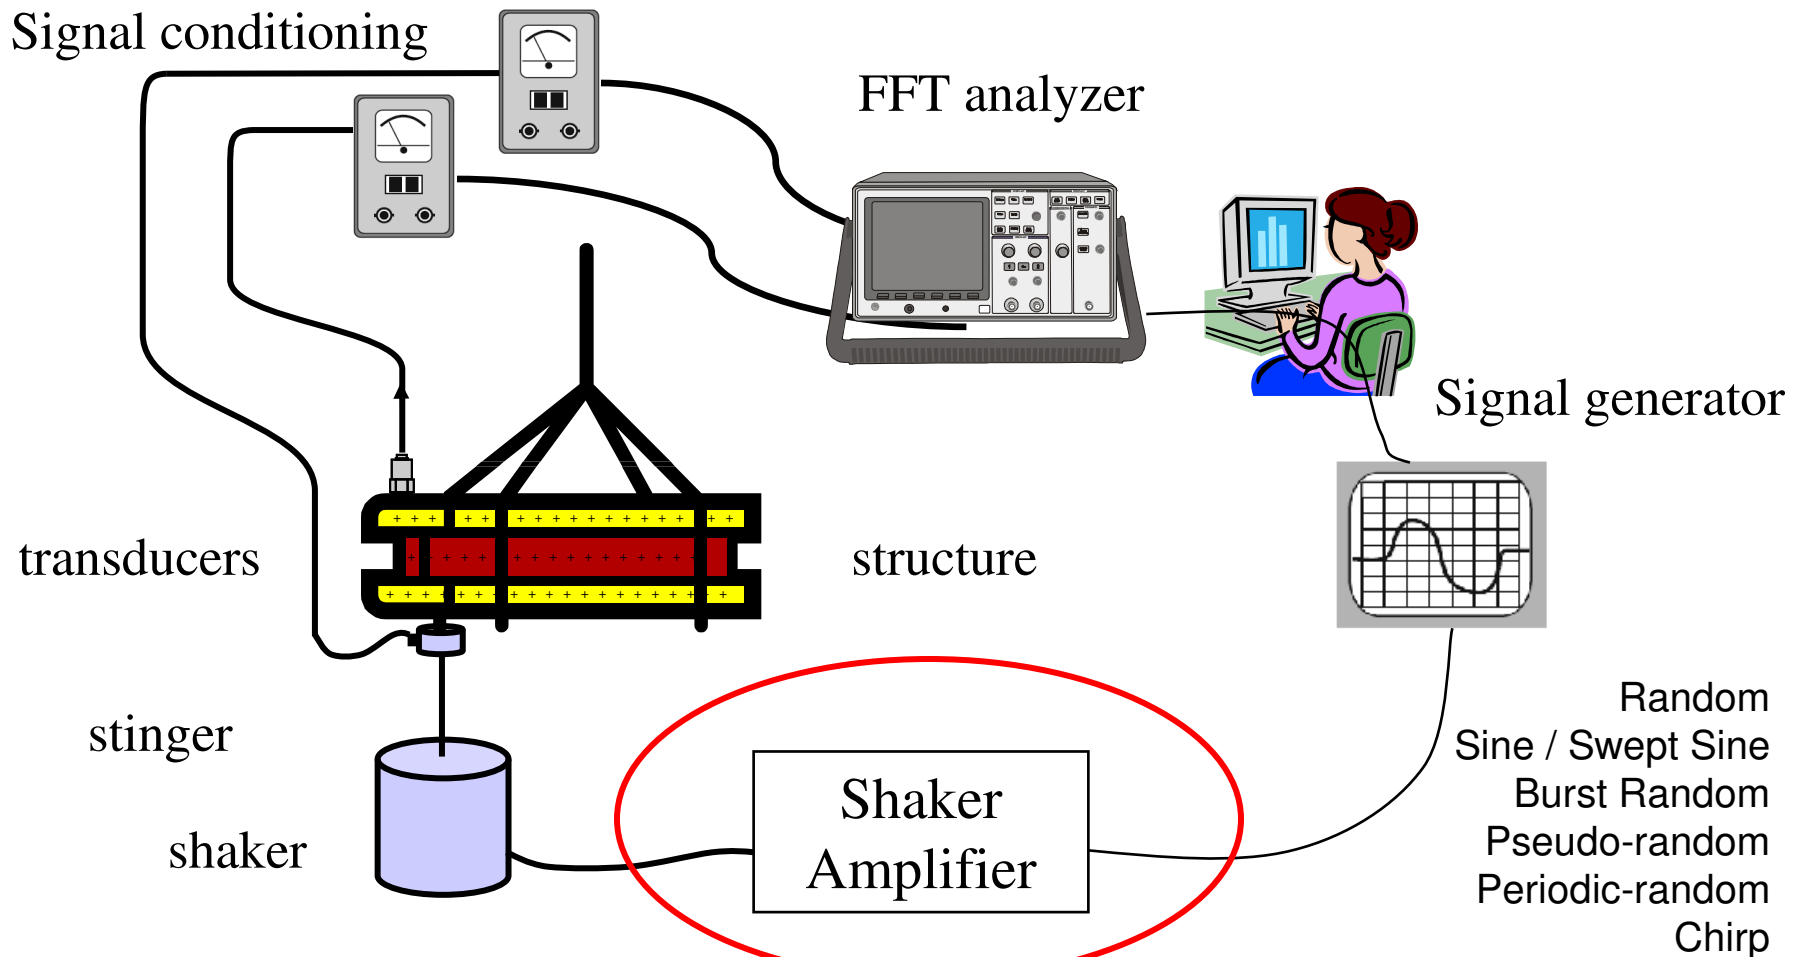 Signal conditioning
FFT analyzer
Signal generator
transducers
structure
stinger
shaker
Shaker
Amplifier
Random
Sine / Swept Sine
Burst Random
Pseudo-random
Periodic-random
Chirp